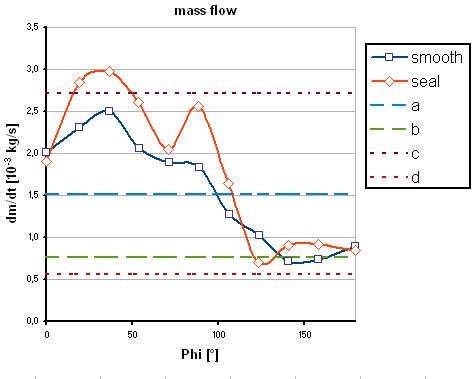 mass flow
3,5
3,0
2,5
2,0
1,5
1,0
0,5
0,0
dm/dt [10⁻³ kg/s]
0
50
100
150
Phi [°]
smooth
seal
a
b
c
d